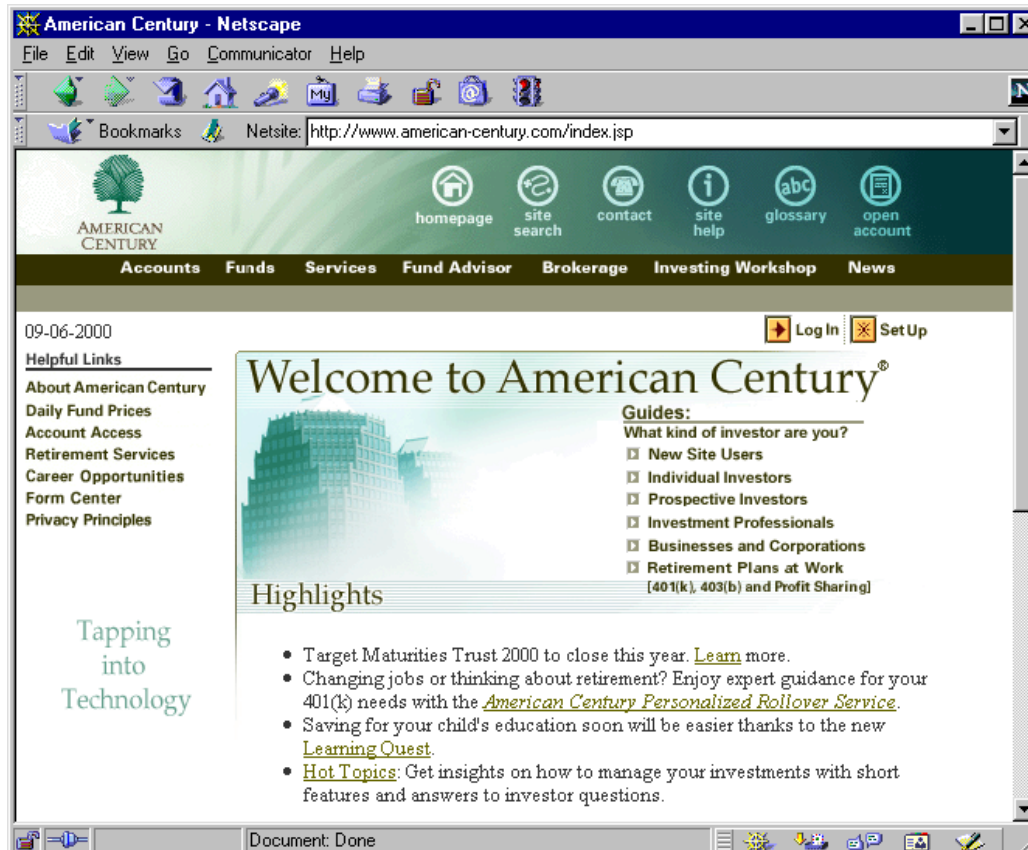 American Century - Netscape
File Edit View Go Communicator Help
My
N
Bookmarks Netsite: http://www.american-century.com/index.jsp
AMERICAN
CENTURY
homepage
site
search
contact
site
help
abc
glossary
open
account
Accounts Funds Services Fund Advisor Brokerage Investing Workshop News
09-06-2000
Log In Set Up
Helpful Links
About American Century
Daily Fund Prices
Account Access
Retirement Services
Career Opportunities
Form Center
Privacy Principles
Tapping
into
Technology
Welcome to American Century®
Guides:
What kind of investor are you?
New Site Users
Individual Investors
Prospective Investors
Investment Professionals
Businesses and Corporations
Retirement Plans at Work
[401(k), 403(b) and Profit Sharing]
Highlights
• Target Maturities Trust 2000 to close this year. Learn more.
• Changing jobs or thinking about retirement? Enjoy expert guidance for your
401(k) needs with the American Century Personalized Rollover Service.
• Saving for your child's education soon will be easier thanks to the new
Learning Quest.
• Hot Topics: Get insights on how to manage your investments with short
features and answers to investor questions.
Document: Done